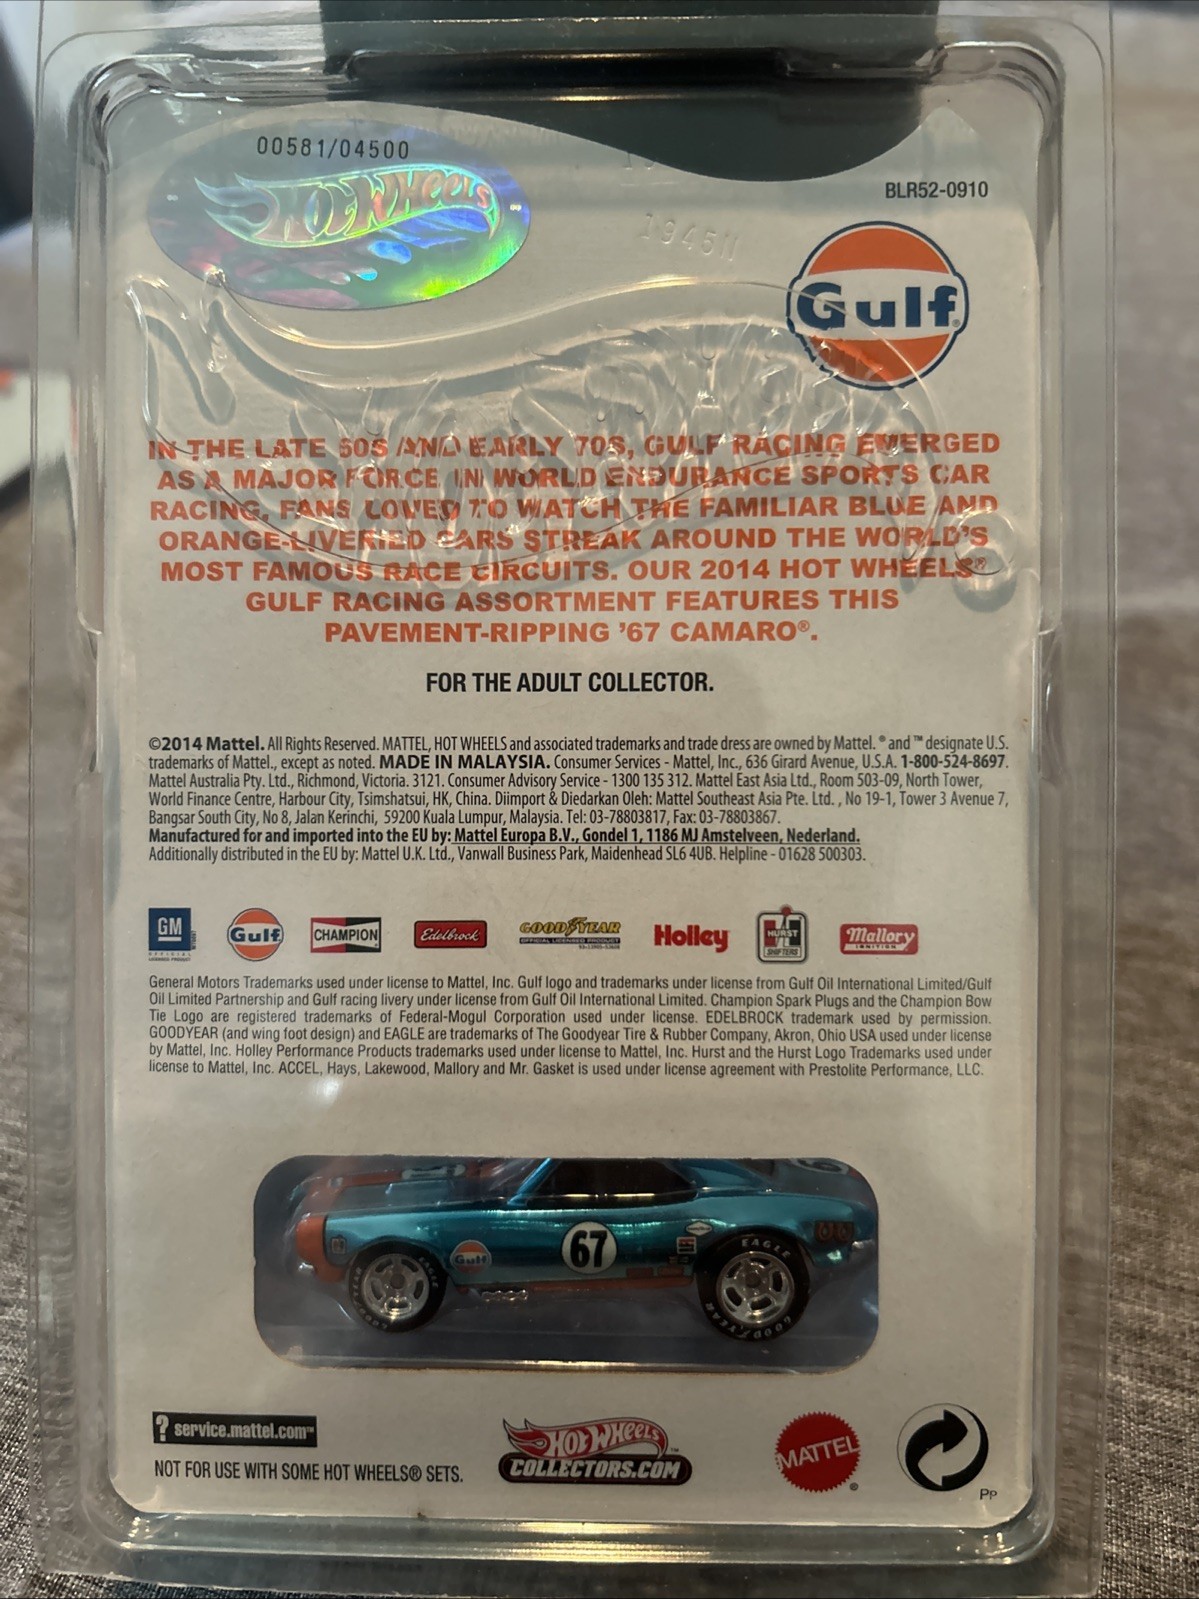 00581/04500
HOT WHEELS
BLR52-0910
194511
Gulf®
IN THE LATE 60S AND EARLY 70S, GULF RACING EMERGED
AS A MAJOR FORCE IN WORLD ENDURANCE SPORTS CAR
RACING. FANS LOVED TO WATCH THE FAMILIAR BLUE AND
ORANGE-LIVERIED CARS STREAK AROUND THE WORLD'S
MOST FAMOUS RACE CIRCUITS. OUR 2014 HOT WHEELS®
GULF RACING ASSORTMENT FEATURES THIS
PAVEMENT-RIPPING '67 CAMARO®.
FOR THE ADULT COLLECTOR.
©2014 Mattel. All Rights Reserved. MATTEL, HOT WHEELS and associated trademarks and trade dress are owned by Mattel. ® and ™ designate U.S.
trademarks of Mattel., except as noted. MADE IN MALAYSIA. Consumer Services - Mattel, Inc., 636 Girard Avenue, U.S.A. 1-800-524-8697.
Mattel Australia Pty. Ltd., Richmond, Victoria. 3121. Consumer Advisory Service - 1300 135 312. Mattel East Asia Ltd., Room 503-09, North Tower,
World Finance Centre, Harbour City, Tsimshatsui, HK, China. Diimport & Diedarkan Oleh: Mattel Southeast Asia Pte. Ltd. , No 19-1, Tower 3 Avenue 7,
Bangsar South City, No 8, Jalan Kerinchi, 59200 Kuala Lumpur, Malaysia. Tel: 03-78803817, Fax: 03-78803867.
Manufactured for and imported into the EU by: Mattel Europa B.V., Gondel 1, 1186 MJ Amstelveen, Nederland.
Additionally distributed in the EU by: Mattel U.K. Ltd., Vanwall Business Park, Maidenhead SL6 4UB. Helpline - 01628 500303.
GM Gulf CHAMPION Edelbrock GOODYEAR Holley HURST SHIFTERS Mallory IGNITION
OFFICIAL LICENSED PRODUCT
General Motors Trademarks used under license to Mattel, Inc. Gulf logo and trademarks under license from Gulf Oil International Limited/Gulf
Oil Limited Partnership and Gulf racing livery under license from Gulf Oil International Limited. Champion Spark Plugs and the Champion Bow
Tie Logo are registered trademarks of Federal-Mogul Corporation used under license. EDELBROCK trademark used by permission.
GOODYEAR (and wing foot design) and EAGLE are trademarks of The Goodyear Tire & Rubber Company, Akron, Ohio USA used under license
by Mattel, Inc. Holley Performance Products trademarks used under license to Mattel, Inc. Hurst and the Hurst Logo Trademarks used under
license to Mattel, Inc. ACCEL, Hays, Lakewood, Mallory and Mr. Gasket is used under license agreement with Prestolite Performance, LLC.
Gulf
67
EAGLE
GOODYEAR
EAGLE
GOODYEAR
? service.mattel.com™
NOT FOR USE WITH SOME HOT WHEELS® SETS.
HOT WHEELS™
COLLECTORS.COM
MATTEL®
PP